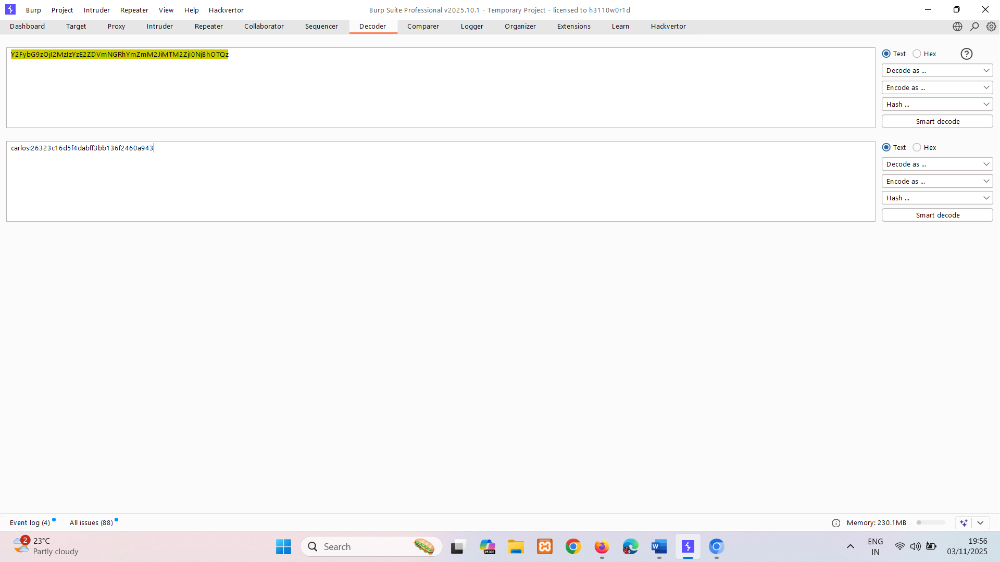 Burp Project Intruder Repeater View Help Hackvertor
Burp Suite Professional v2025.10.1 - Temporary Project - licensed to h3110w0r1d
Dashboard Target Proxy Intruder Repeater Collaborator Sequencer Decoder Comparer Logger Organizer Extensions Learn Hackvertor
Y2FybG9zOjI2MzIzYzE2ZDVmNGRhYmZmM2JiMTM2ZjI0NjBhOTQz
Text Hex
Decode as ...
Encode as ...
Hash ...
Smart decode
carlos:26323c16d5f4dabff3bb136f2460a943
Text Hex
Decode as ...
Encode as ...
Hash ...
Smart decode
Event log (4) All issues (88)
Memory: 230.1MB
2
23°C
Partly cloudy
Search
M365
W
ENG
IN
19:56
03/11/2025